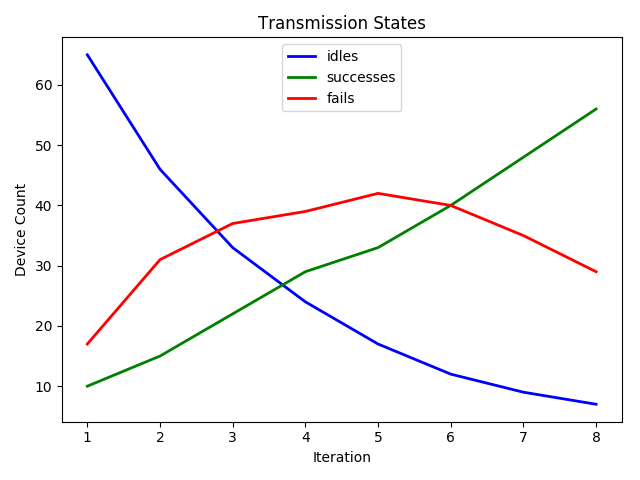 Transmission States
idles
successes
fails
60
50
40
30
20
10
Device Count
1 2 3 4 5 6 7 8
Iteration